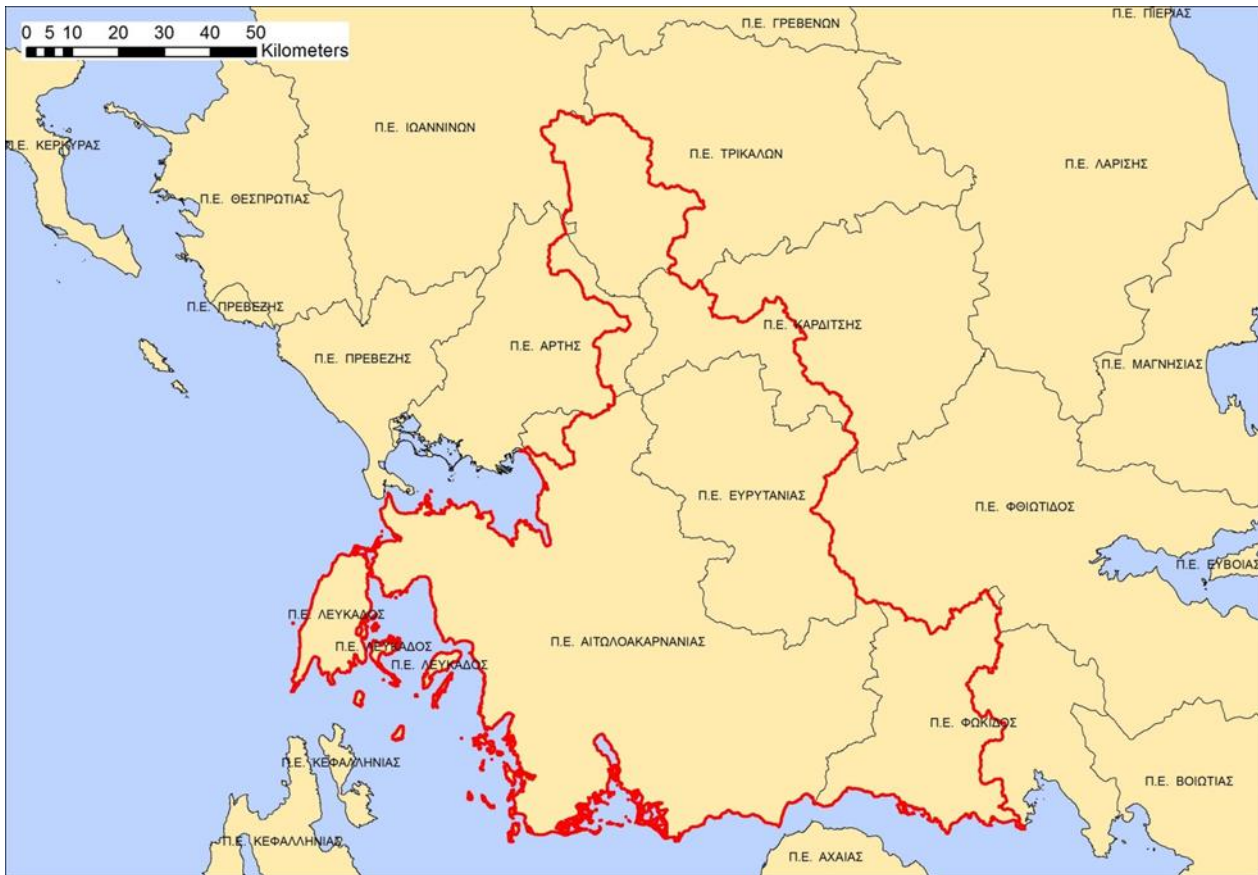 Π.Ε. ΓΡΕΒΕΝΩΝ
Π.Ε. ΠΙΕΡΙΑΣ
0 5 10 20 30 40 50
Kilometers
Π.Ε. ΙΩΑΝΝΙΝΩΝ
Π.Ε. ΚΕΡΚΥΡΑΣ
Π.Ε. ΤΡΙΚΑΛΩΝ
Π.Ε. ΛΑΡΙΣΗΣ
Π.Ε. ΘΕΣΠΡΩΤΙΑΣ
Π.Ε. ΠΡΕΒΕΖΗΣ
Π.Ε. ΚΑΡΔΙΤΣΗΣ
Π.Ε. ΑΡΤΗΣ
Π.Ε. ΠΡΕΒΕΖΗΣ
Π.Ε. ΜΑΓΝΗΣΙΑΣ
Π.Ε. ΕΥΡΥΤΑΝΙΑΣ
Π.Ε. ΦΘΙΩΤΙΔΟΣ
Π.Ε. ΕΥΒΟΙΑΣ
Π.Ε. ΛΕΥΚΑΔΟΣ
Π.Ε. ΑΙΤΩΛΟΑΚΑΡΝΑΝΙΑΣ
Π.Ε. ΛΕΥΚΑΔΟΣ
Π.Ε. ΛΕΥΚΑΔΟΣ
Π.Ε. ΦΩΚΙΔΟΣ
Π.Ε. ΚΕΦΑΛΛΗΝΙΑΣ
Π.Ε. ΒΟΙΩΤΙΑΣ
Π.Ε. ΚΕΦΑΛΛΗΝΙΑΣ
Π.Ε. ΑΧΑΙΑΣ